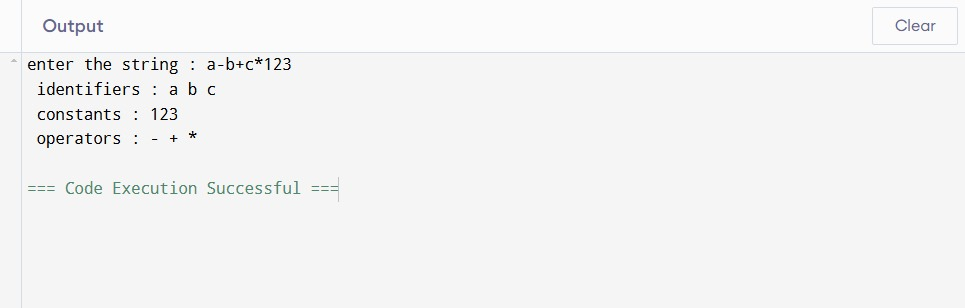 Output
Clear
enter the string : a-b+c*123
identifiers : a b c
constants : 123
operators : - + *
=== Code Execution Successful ===